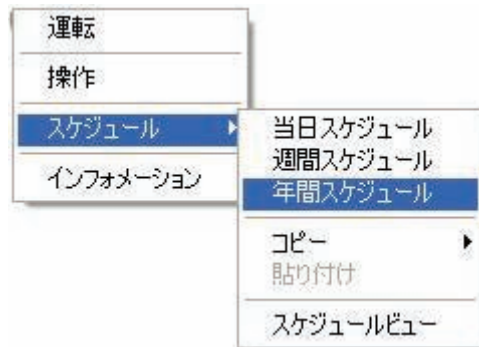 運転
操作
スケジュール
インフォメーション
当日スケジュール
週間スケジュール
年間スケジュール
コピー
貼り付け
スケジュールビュー